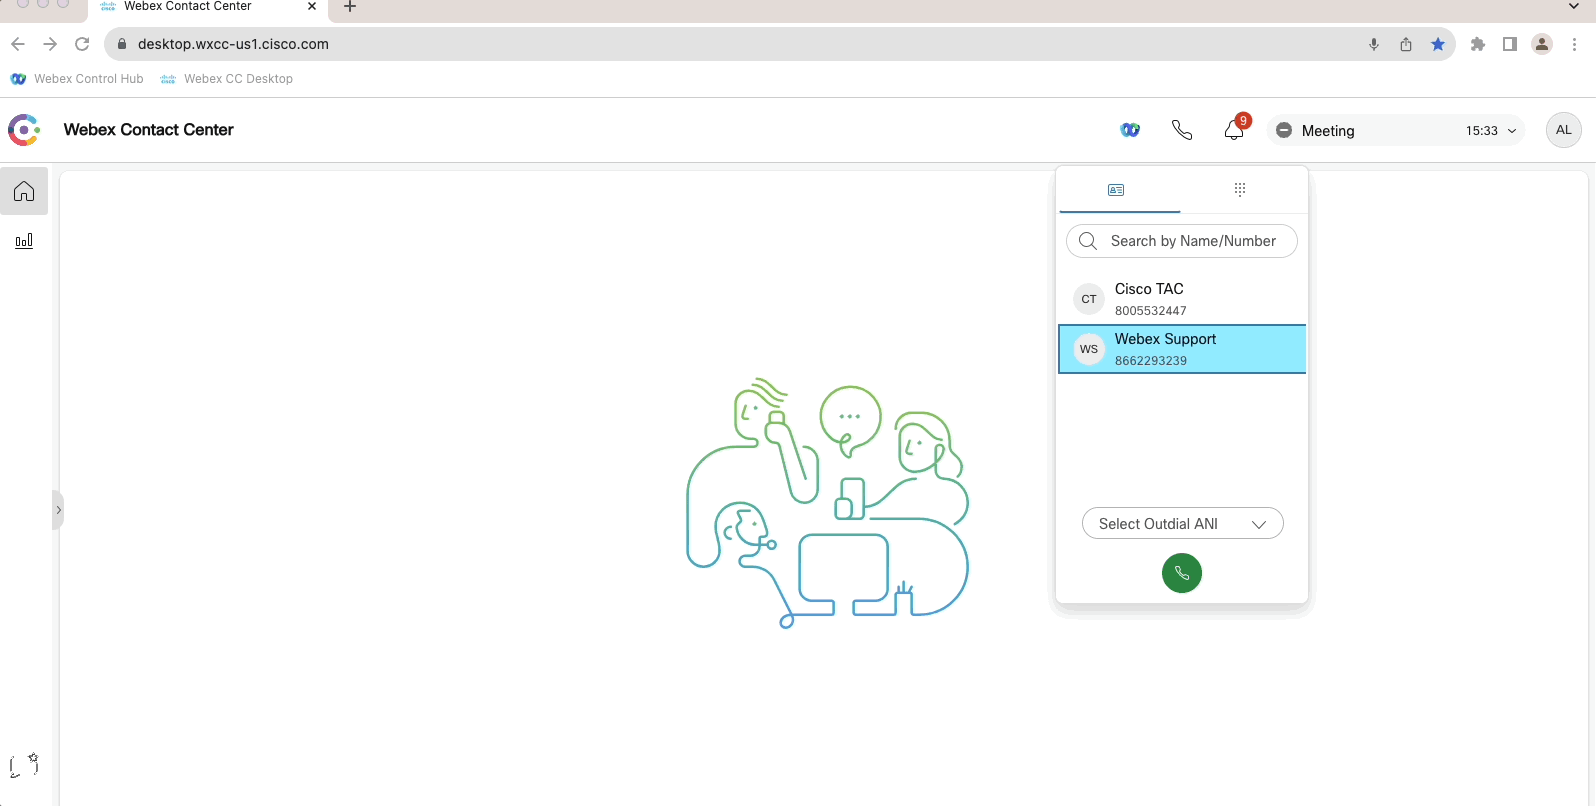 Webex Contact Center
desktop.wxcc-us1.cisco.com
Webex Control Hub
Webex CC Desktop
Webex Contact Center
9
Meeting
15:33
AL
Search by Name/Number
CT
Cisco TAC
8005532447
WS
Webex Support
8662293239
Select Outdial ANI